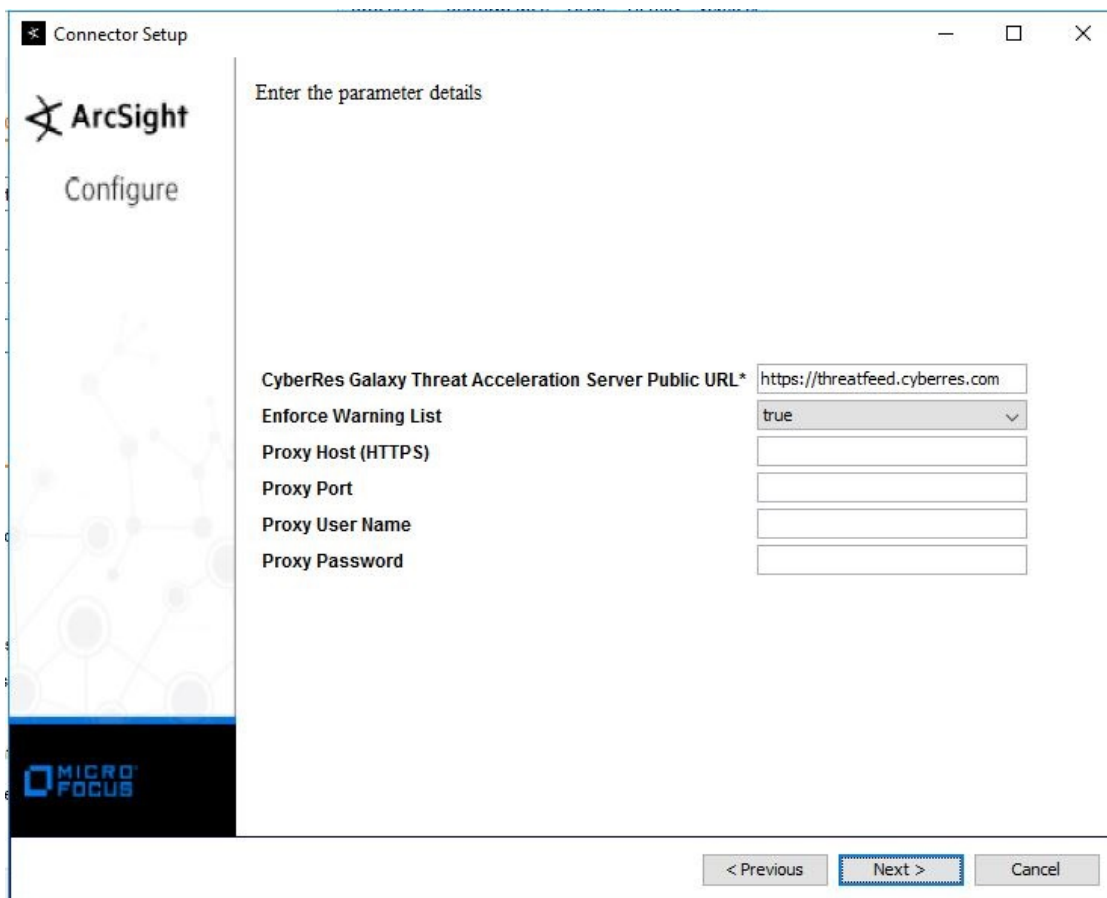 Connector Setup
ArcSight
Configure
Enter the parameter details
CyberRes Galaxy Threat Acceleration Server Public URL* https://threatfeed.cyberres.com
Enforce Warning List true
Proxy Host (HTTPS)
Proxy Port
Proxy User Name
Proxy Password
MICRO
FOCUS
< Previous Next > Cancel